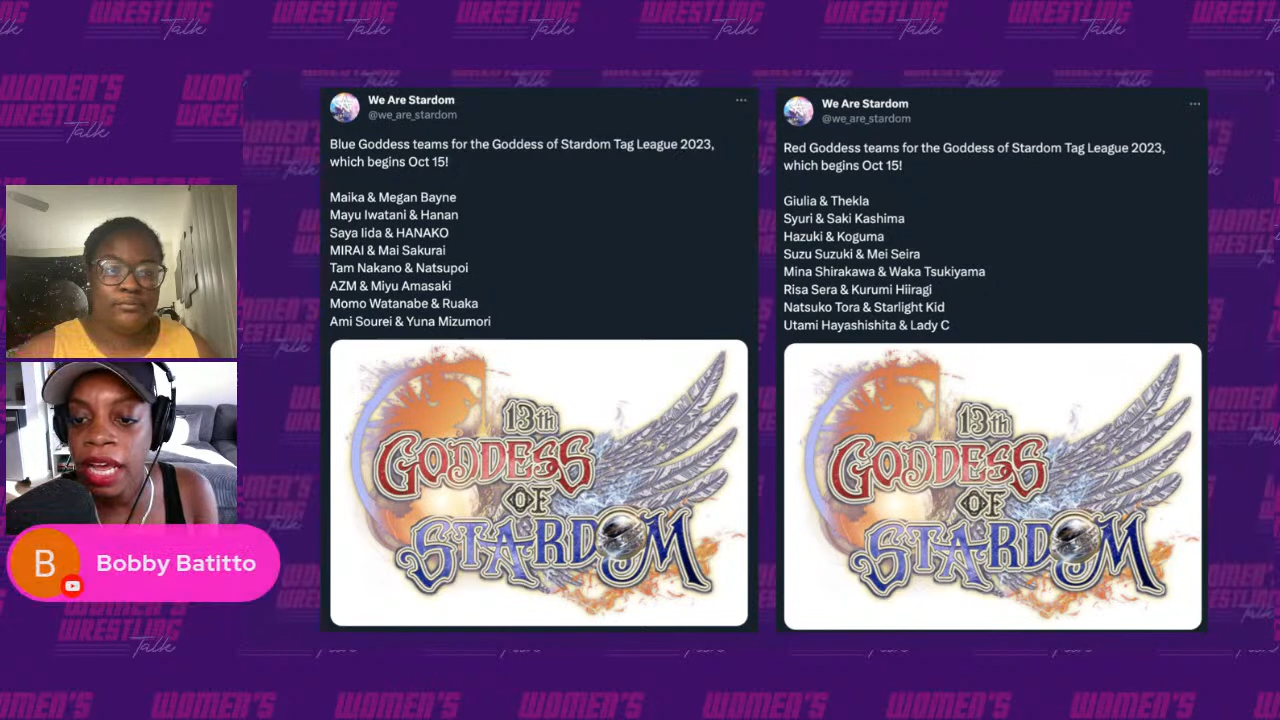 WOMEN'S
WRESTLING
Talk
We Are Stardom
@we_are_stardom
Blue Goddess teams for the Goddess of Stardom Tag League 2023,
which begins Oct 15!
Maika & Megan Bayne
Mayu Iwatani & Hanan
Saya Iida & HANAKO
MIRAI & Mai Sakurai
Tam Nakano & Natsupoi
AZM & Miyu Amasaki
Momo Watanabe & Ruaka
Ami Sourei & Yuna Mizumori
13th
GODDESS
OF
STARDOM
We Are Stardom
@we_are_stardom
Red Goddess teams for the Goddess of Stardom Tag League 2023,
which begins Oct 15!
Giulia & Thekla
Syuri & Saki Kashima
Hazuki & Koguma
Suzu Suzuki & Mei Seira
Mina Shirakawa & Waka Tsukiyama
Risa Sera & Kurumi Hiiragi
Natsuko Tora & Starlight Kid
Utami Hayashishita & Lady C
13th
GODDESS
OF
STARDOM
B
Bobby Batitto